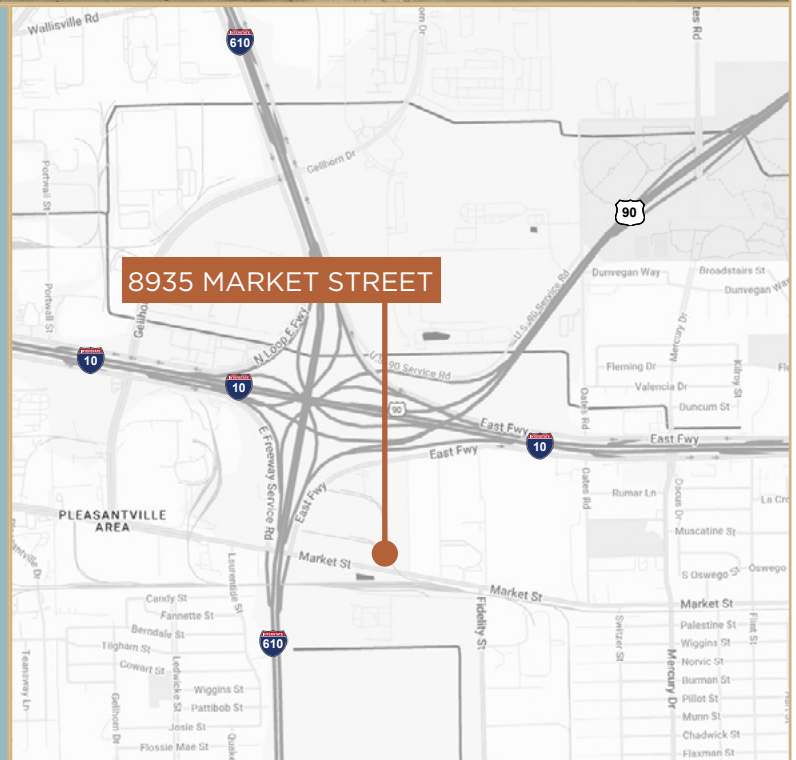 Wallisville Rd
610
Gellhorn Dr
Portwall St
90
8935 MARKET STREET
Dunvegan Way
Broadstairs St
Dunvegan Way
Portwall St
U.S. 90 Service Rd
Mercury Dr
N Loop E Fwy
10
10
U.S. 90 Service Rd
Fleming Dr
Kilroy St
Valencia Dr
Oates Rd
Duncum St
90
East Fwy
East Fwy
10
East Fwy
E Freeway Service Rd
East Fwy
Oates Rd
Rumar Ln
Dacus Dr
PLEASANTVILLE
AREA
Muscatine St
Market St
S Oswego St
Oswego
Market St
Laurentide St
Candy St
Market St
Fannette St
Fidelity St
Switzer St
Flint St
Palestine St
Berndale St
610
Wiggins St
Tilgham St
Teansway Ln
Cowart St
Ledwicke St
Norvic St
Mercury Dr
Burman St
Wiggins St
Gellhorn Dr
Pillot St
Pattibob St
Munn St
Josie St
Chadwick St
Flossie Mae St
Flaxman St